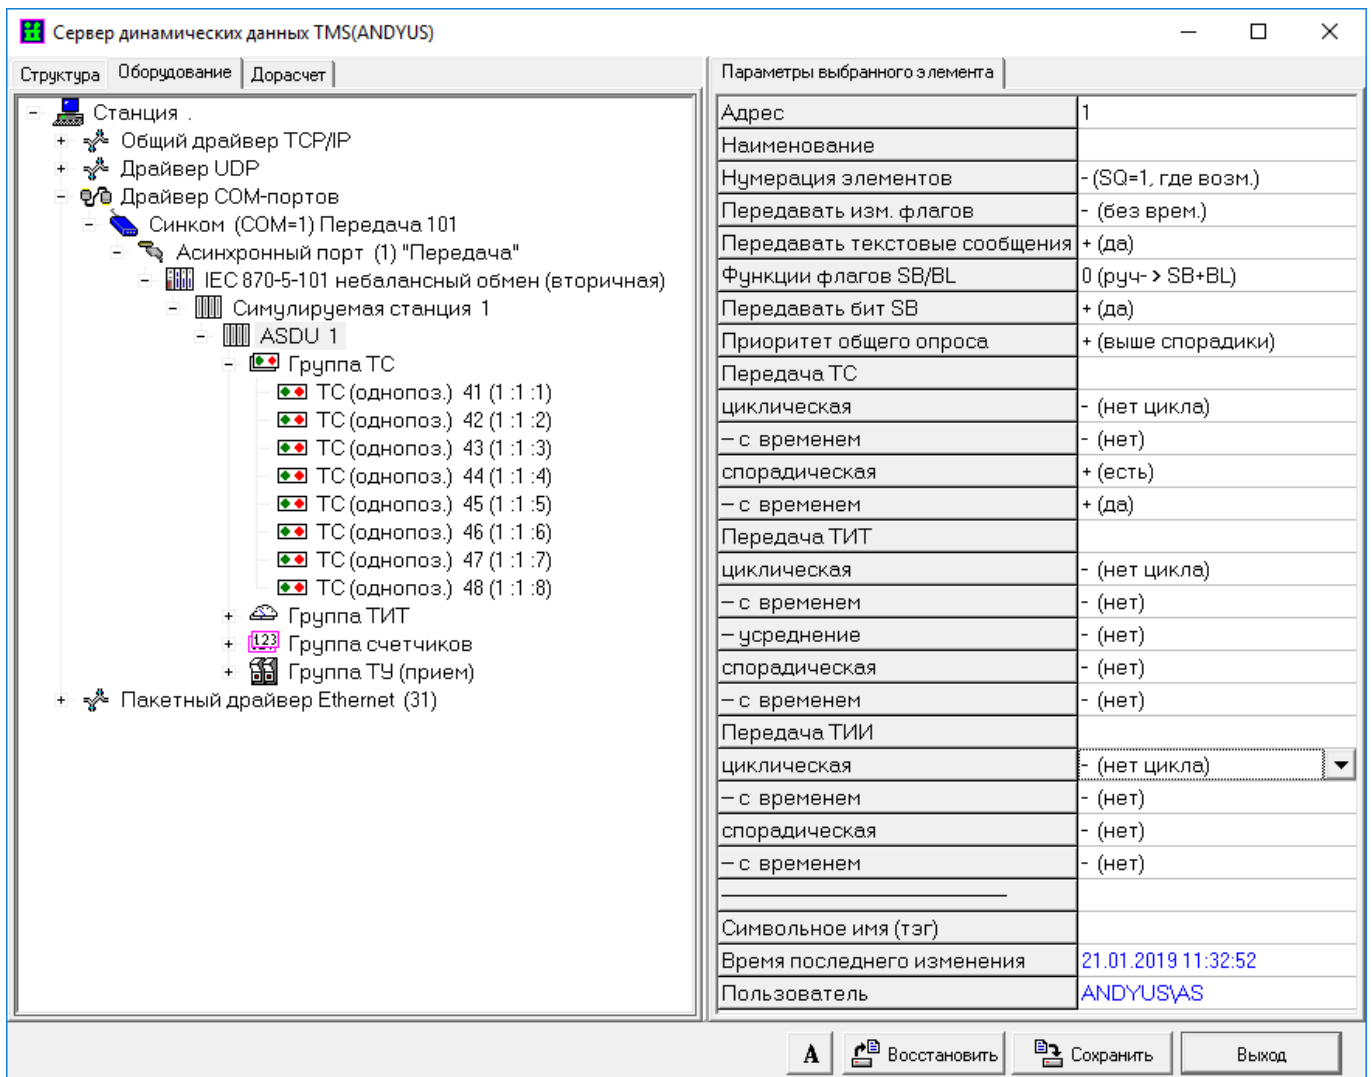 Сервер динамических данных TMS(ANDYUS)
Структура Оборудование Дорасчет
Станция .
Общий драйвер TCP/IP
Драйвер UDP
Драйвер COM-портов
Синком (COM=1) Передача 101
Асинхронный порт (1) "Передача"
IEC 870-5-101 небалансный обмен (вторичная)
Симулируемая станция 1
ASDU 1
Группа ТС
ТС (однопоз.) 41 (1 :1 :1)
ТС (однопоз.) 42 (1 :1 :2)
ТС (однопоз.) 43 (1 :1 :3)
ТС (однопоз.) 44 (1 :1 :4)
ТС (однопоз.) 45 (1 :1 :5)
ТС (однопоз.) 46 (1 :1 :6)
ТС (однопоз.) 47 (1 :1 :7)
ТС (однопоз.) 48 (1 :1 :8)
Группа ТИТ
123 Группа счетчиков
Группа ТУ (прием)
Пакетный драйвер Ethernet (31)
Параметры выбранного элемента
Адрес 1
Наименование
Нумерация элементов - (SQ=1, где возм.)
Передавать изм. флагов - (без врем.)
Передавать текстовые сообщения + (да)
Функции флагов SB/BL 0 (руч-> SB+BL)
Передавать бит SB + (да)
Приоритет общего опроса + (выше спорадики)
Передача ТС
циклическая - (нет цикла)
– с временем - (нет)
спорадическая + (есть)
– с временем + (да)
Передача ТИТ
циклическая - (нет цикла)
– с временем - (нет)
– усреднение - (нет)
спорадическая - (нет)
– с временем - (нет)
Передача ТИИ
циклическая - (нет цикла)
– с временем - (нет)
спорадическая - (нет)
– с временем - (нет)
Символьное имя (тэг)
Время последнего изменения 21.01.2019 11:32:52
Пользователь ANDYUS\AS
A Восстановить Сохранить Выход